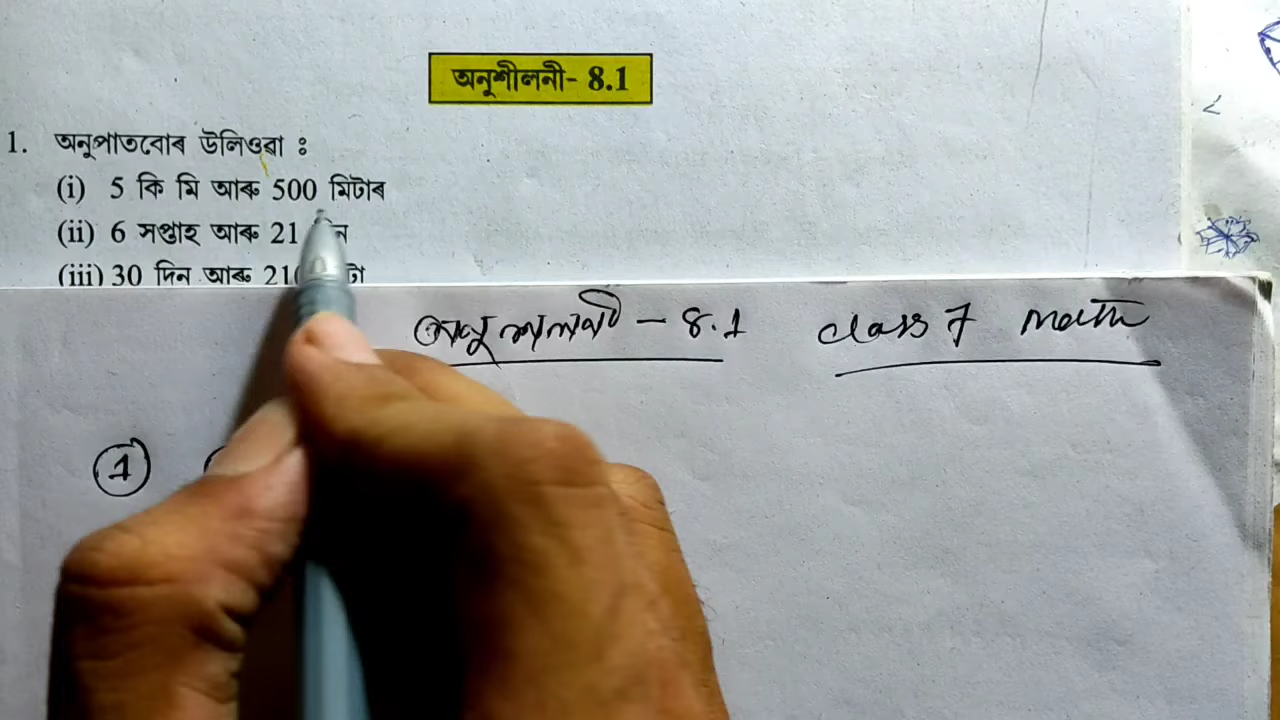 অনুশীলনী- 8.1
1. অনুপাতবোৰ উলিওৱা ঃ
(i) 5 কি মি আৰু 500 মিটাৰ
(ii) 6 সপ্তাহ আৰু 21
(iii) 30 দিন আৰু
অনুশীলনী - 8.1 class 7 math
1